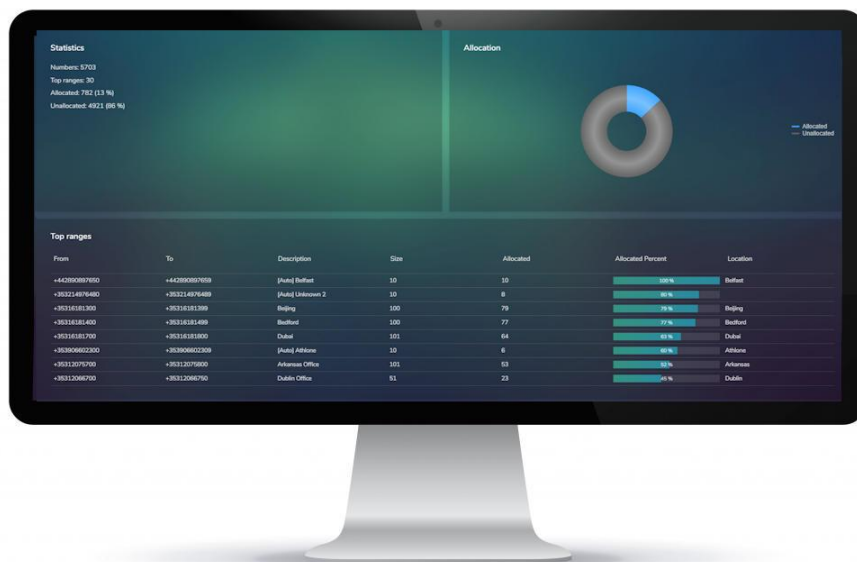 Statistics
Numbers: 5703
Top ranges: 30
Allocated: 782 (13 %)
Unallocated: 4921 (86 %)
Allocation
Allocated
Unallocated
Top ranges
From To Description Size Allocated Allocated Percent Location
+442890897650 +442890897659 [Auto] Belfast 10 10 100 % Belfast
+353214976480 +353214976489 [Auto] Unknown 2 10 8 80 %
+35316181300 +35316181399 Beijing 100 79 79 % Beijing
+35316181400 +35316181499 Bedford 100 77 77 % Bedford
+35316181700 +35316181800 Dubai 101 64 63 % Dubai
+353906602300 +353906602309 [Auto] Athlone 10 6 60 % Athlone
+35312075700 +35312075800 Arkansas Office 101 53 52 % Arkansas
+35312066700 +35312066750 Dublin Office 51 23 45 % Dublin